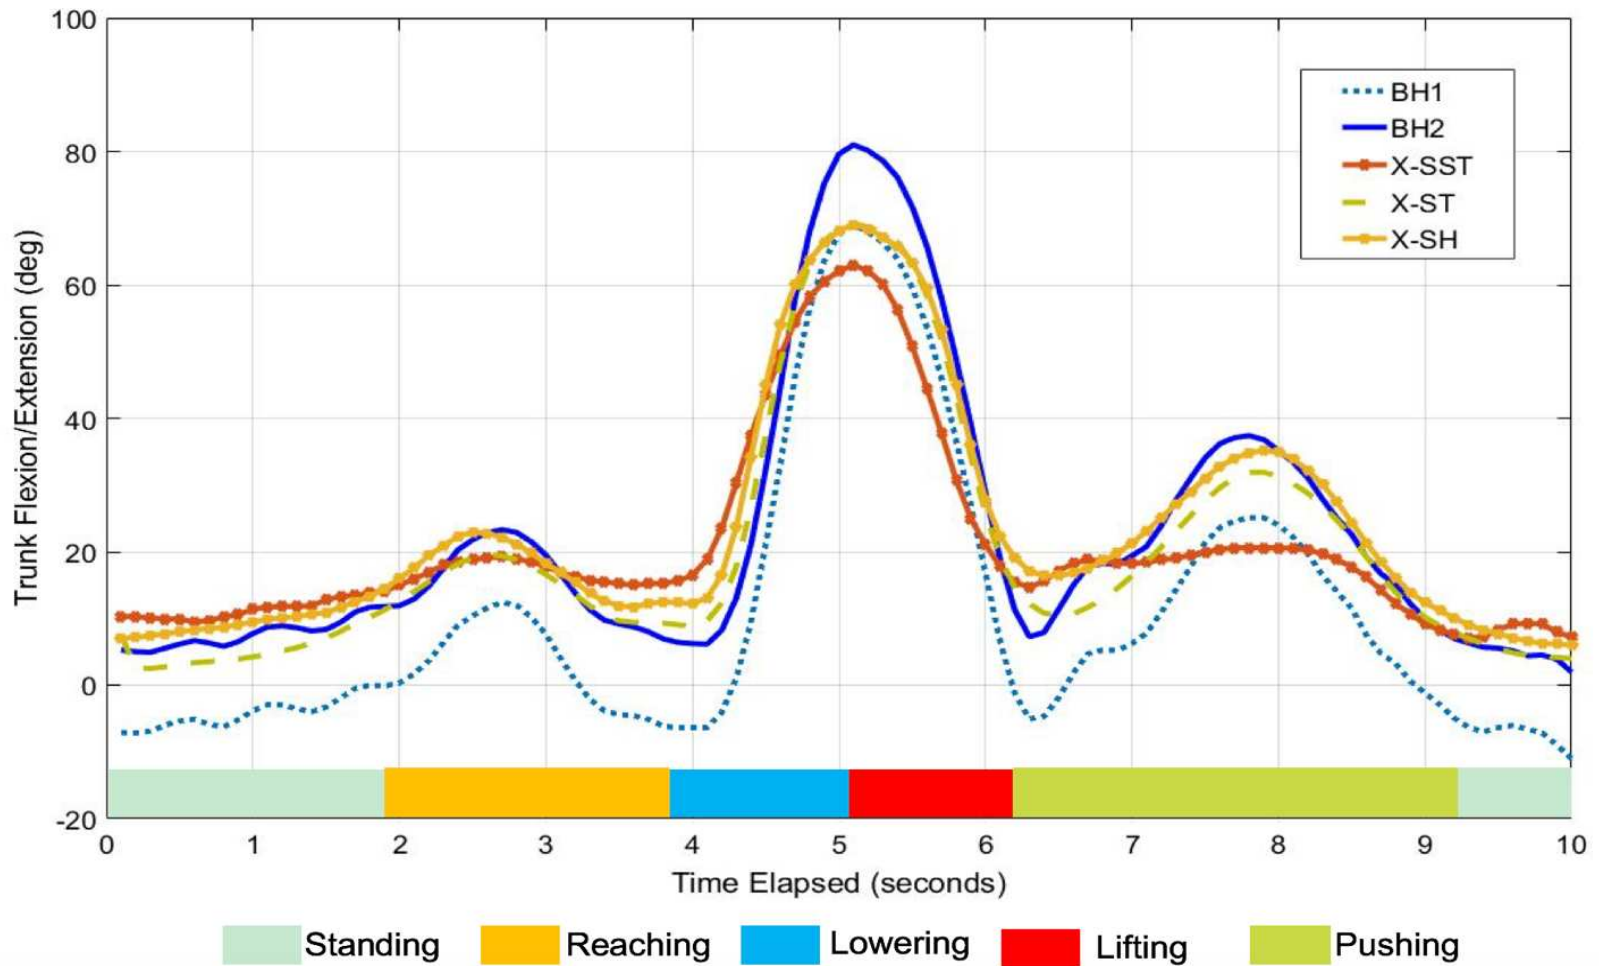 100
80
60
40
20
0
-20
Trunk Flexion/Extension (deg)
BH1
BH2
X-SST
X-ST
X-SH
0 1 2 3 4 5 6 7 8 9 10
Time Elapsed (seconds)
Standing Reaching Lowering Lifting Pushing